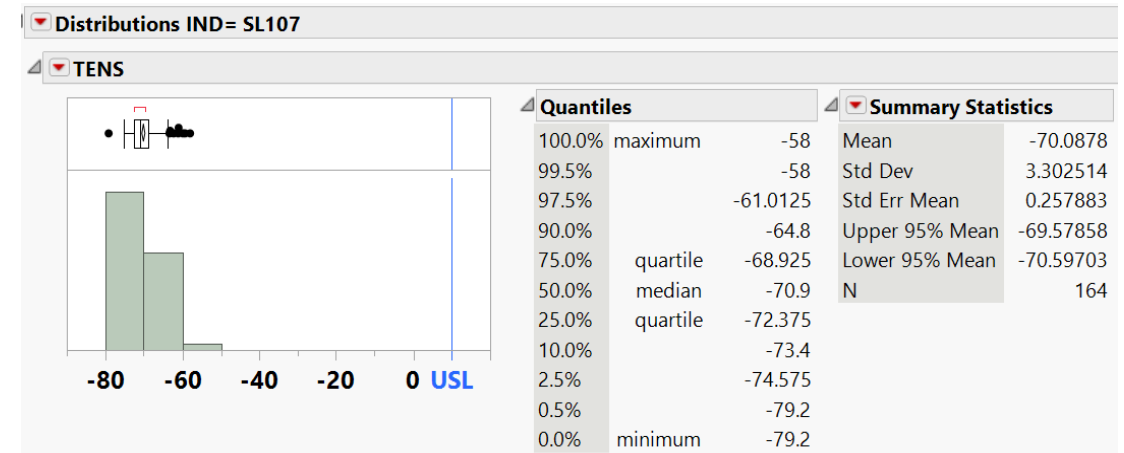 Distributions IND= SL107
TENS
-80 -60 -40 -20 0 USL
Quantiles
100.0% maximum -58
99.5% -58
97.5% -61.0125
90.0% -64.8
75.0% quartile -68.925
50.0% median -70.9
25.0% quartile -72.375
10.0% -73.4
2.5% -74.575
0.5% -79.2
0.0% minimum -79.2
Summary Statistics
Mean -70.0878
Std Dev 3.302514
Std Err Mean 0.257883
Upper 95% Mean -69.57858
Lower 95% Mean -70.59703
N 164